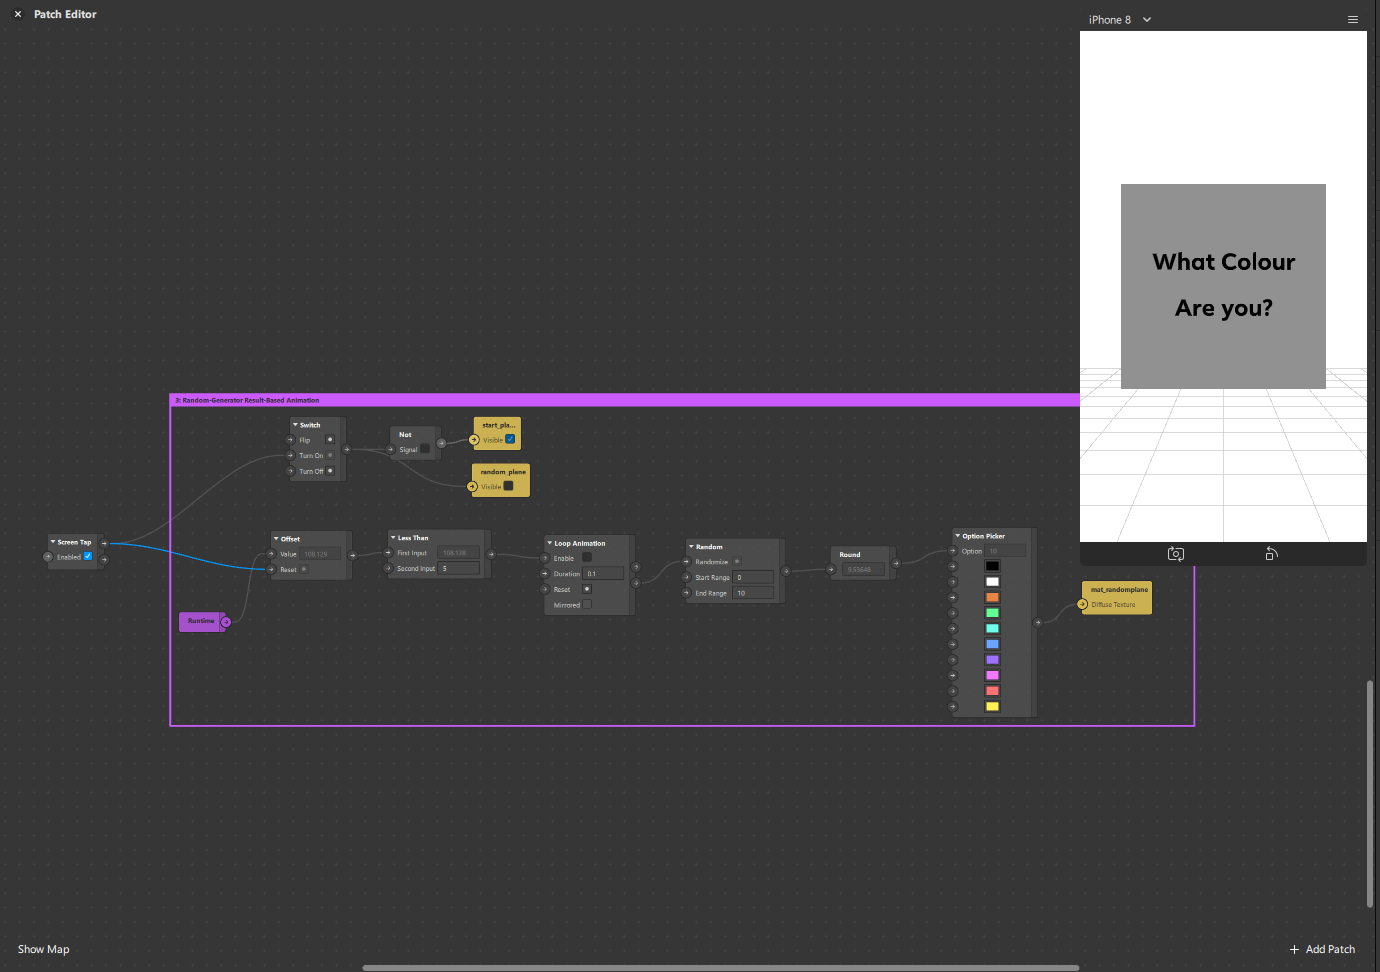 Patch Editor
iPhone 8
What Colour
Are you?
3: Random-Generator Result-Based Animation
Switch
Flip
Turn On
Turn Off
Not
Signal
start_pla...
Visible
random_plane
Visible
Screen Tap
Enabled
Offset
Value 108.129
Reset
Less Than
First Input 108.128
Second Input 5
Loop Animation
Enable
Duration 0.1
Reset
Mirrored
Random
Randomize
Start Range 0
End Range 10
Round
9.53648
Option Picker
Option 10
mat_randomplane
Diffuse Texture
Runtime
Show Map
Add Patch